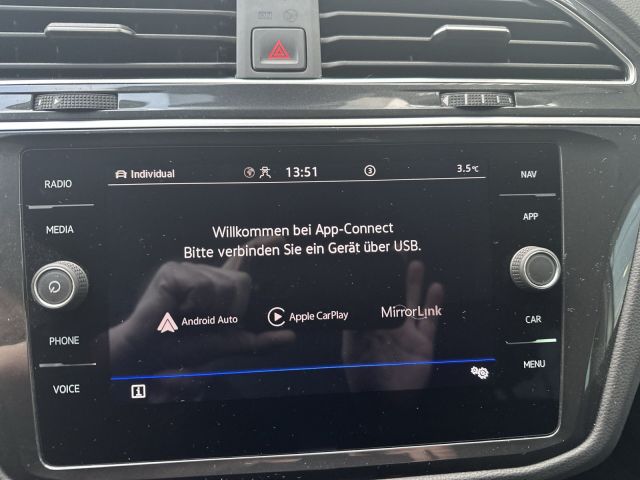 Individual 13:51 3 3.5°C
RADIO
NAV
MEDIA
APP
Willkommen bei App-Connect
Bitte verbinden Sie ein Gerät über USB.
Android Auto
Apple CarPlay
MirrorLink
PHONE
CAR
VOICE
MENU